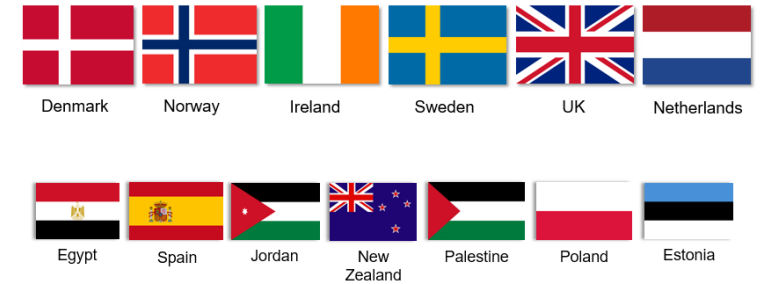 Denmark Norway Ireland Sweden UK Netherlands
Egypt Spain Jordan New Zealand Palestine Poland Estonia